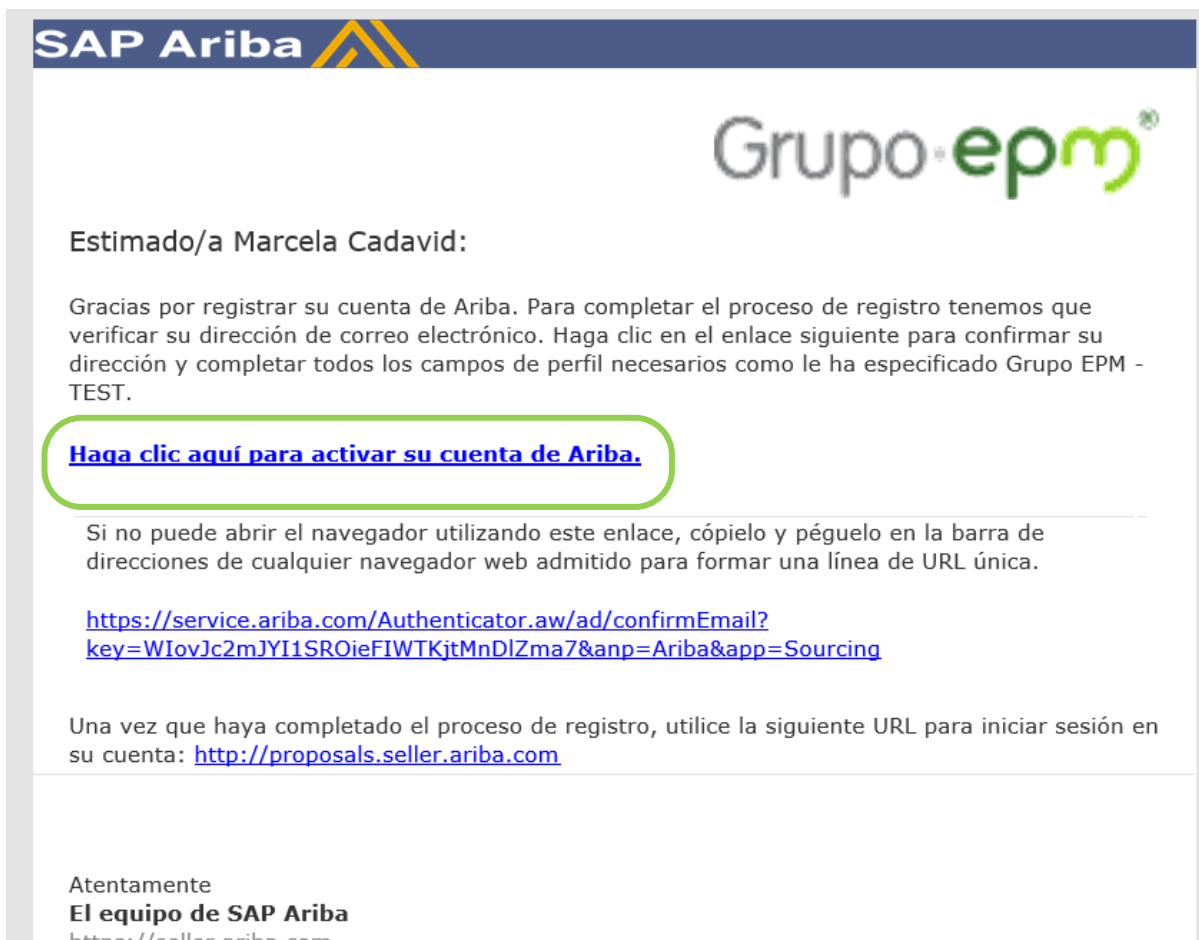 SAP Ariba
Grupo epm®
Estimado/a Marcela Cadavid:
Gracias por registrar su cuenta de Ariba. Para completar el proceso de registro tenemos que
verificar su dirección de correo electrónico. Haga clic en el enlace siguiente para confirmar su
dirección y completar todos los campos de perfil necesarios como le ha especificado Grupo EPM -
TEST.
Haga clic aquí para activar su cuenta de Ariba.
Si no puede abrir el navegador utilizando este enlace, cópielo y péguelo en la barra de
direcciones de cualquier navegador web admitido para formar una línea de URL única.
https://service.ariba.com/Authenticator.aw/ad/confirmEmail?
key=WIovJc2mJYI1SROieFIWTKjtMnDlZma7&anp=Ariba&app=Sourcing
Una vez que haya completado el proceso de registro, utilice la siguiente URL para iniciar sesión en
su cuenta: http://proposals.seller.ariba.com
Atentamente
El equipo de SAP Ariba
https://seller.ariba.com